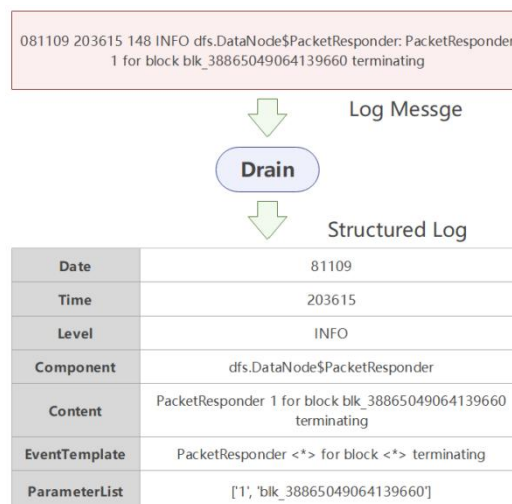 081109 203615 148 INFO dfs.DataNode$PacketResponder: PacketResponder
1 for block blk_38865049064139660 terminating
Log Messge
Drain
Structured Log
Date 81109
Time 203615
Level INFO
Component dfs.DataNode$PacketResponder
Content PacketResponder 1 for block blk_38865049064139660
terminating
EventTemplate PacketResponder <*> for block <*> terminating
ParameterList ['1', 'blk_38865049064139660']